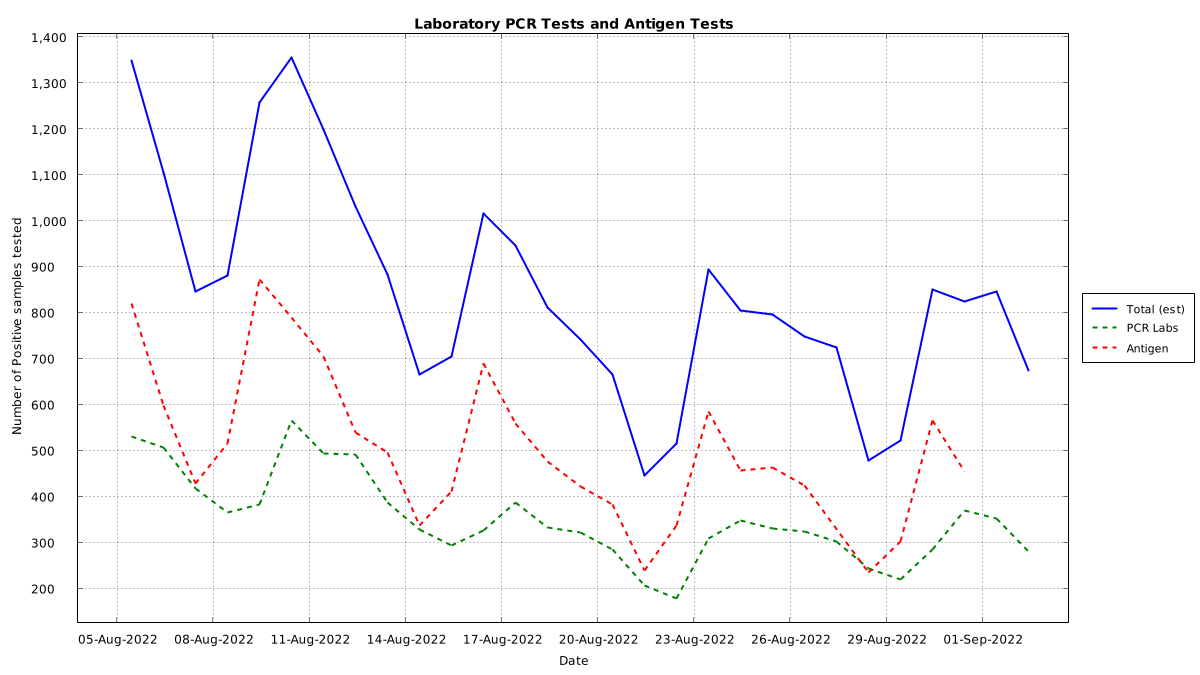 Laboratory PCR Tests and Antigen Tests
Number of Positive samples tested
1,400
1,300
1,200
1,100
1,000
900
800
700
600
500
400
300
200
05-Aug-2022 08-Aug-2022 11-Aug-2022 14-Aug-2022 17-Aug-2022 20-Aug-2022 23-Aug-2022 26-Aug-2022 29-Aug-2022 01-Sep-2022
Date
Total (est)
PCR Labs
Antigen